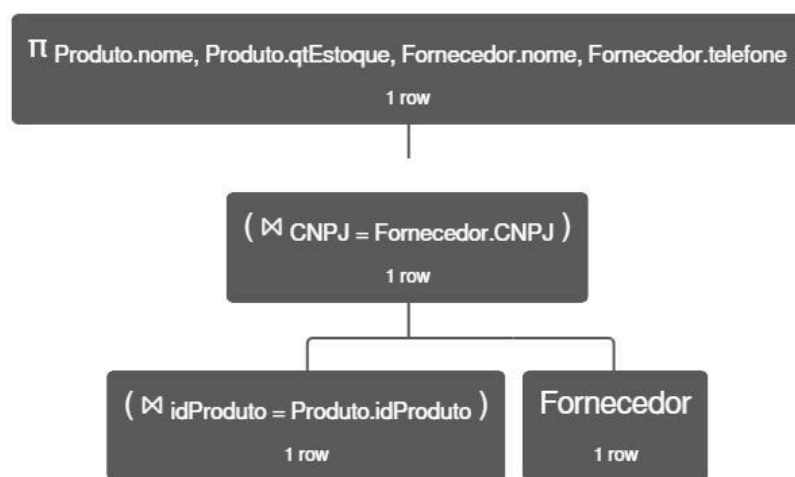 π Produto.nome, Produto.qtEstoque, Fornecedor.nome, Fornecedor.telefone
1 row
( ⋈ CNPJ = Fornecedor.CNPJ )
1 row
( ⋈ idProduto = Produto.idProduto )
1 row
Fornecedor
1 row